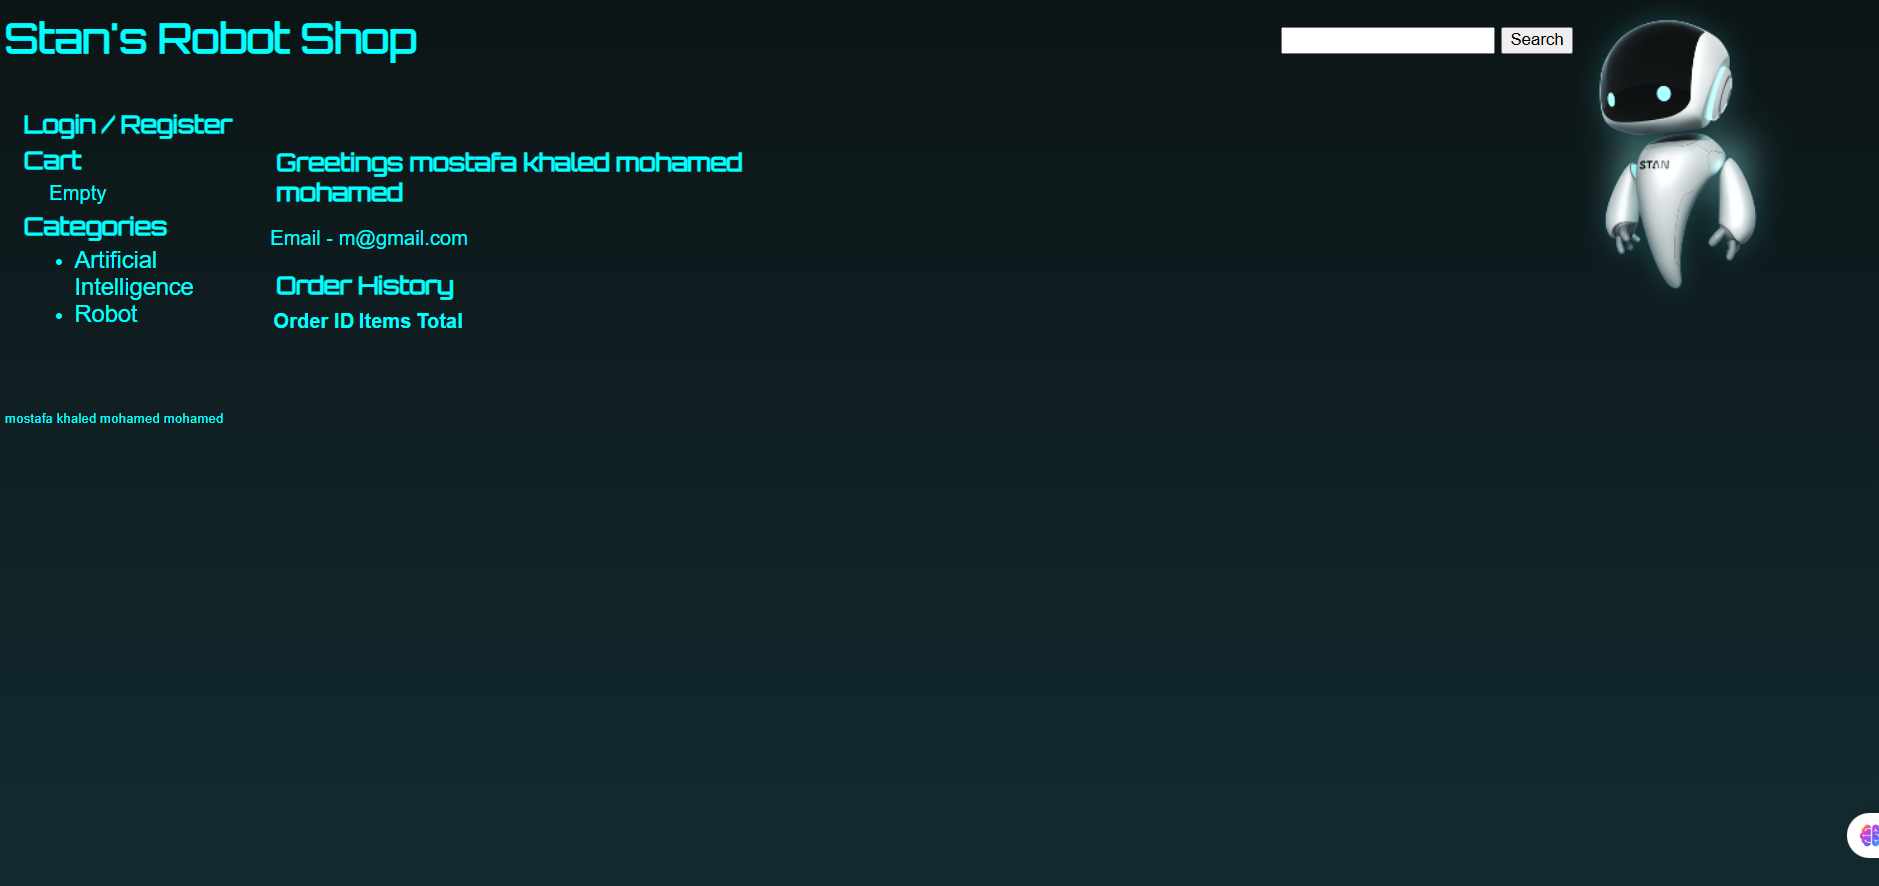 Stan's Robot Shop
Search
STAN
Login / Register
Cart
Empty
Categories
• Artificial
Intelligence
• Robot
Greetings mostafa khaled mohamed
mohamed
Email - m@gmail.com
Order History
Order ID Items Total
mostafa khaled mohamed mohamed